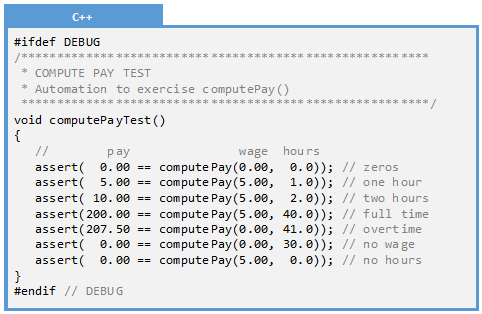 C++
#ifdef DEBUG
/********************************************************
 * COMPUTE PAY TEST
 * Automation to exercise computePay()
 ********************************************************/
void computePayTest()
{
   //        pay               wage  hours
   assert(  0.00 == computePay(0.00,  0.0)); // zeros
   assert(  5.00 == computePay(5.00,  1.0)); // one hour
   assert( 10.00 == computePay(5.00,  2.0)); // two hours
   assert(200.00 == computePay(5.00, 40.0)); // full time
   assert(207.50 == computePay(0.00, 41.0)); // overtime
   assert(  0.00 == computePay(0.00, 30.0)); // no wage
   assert(  0.00 == computePay(5.00,  0.0)); // no hours
}
#endif // DEBUG